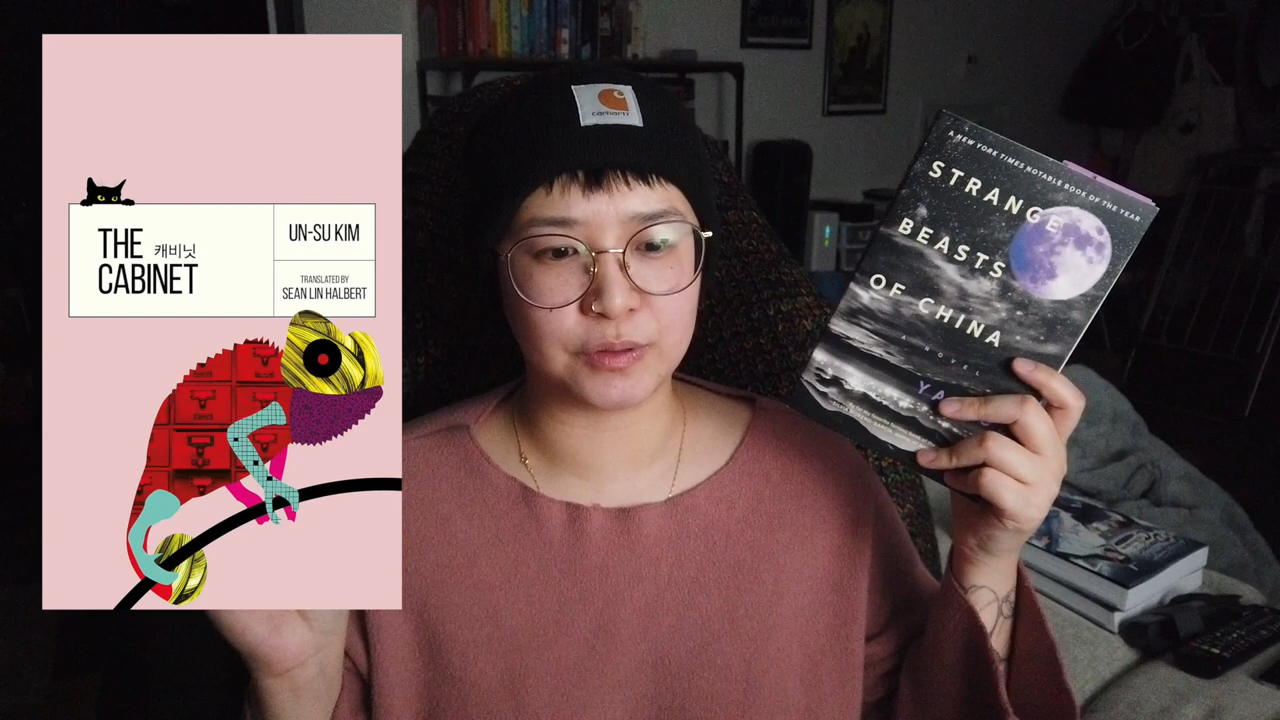 THE 캐비닛
CABINET
UN-SU KIM
TRANSLATED BY
SEAN LIN HALBERT
carhartt
A NEW YORK TIMES NOTABLE BOOK OF THE YEAR
STRANGE
BEASTS
OF CHINA
A NOVEL
YA